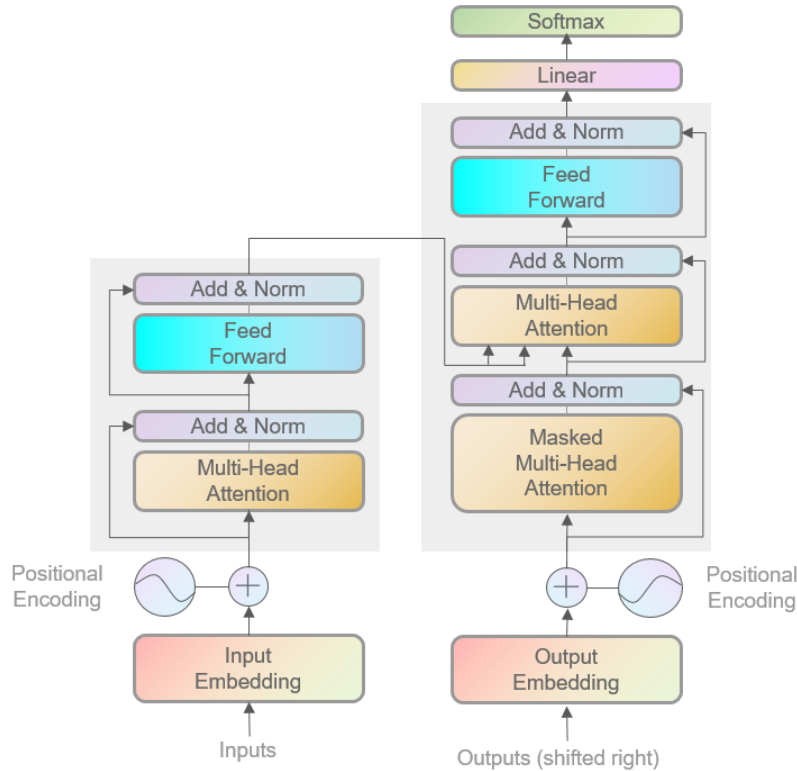 Softmax
Linear
Add & Norm
Feed
Forward
Add & Norm
Multi-Head
Attention
Add & Norm
Masked
Multi-Head
Attention
Add & Norm
Feed
Forward
Add & Norm
Multi-Head
Attention
Positional
Encoding
Positional
Encoding
Input
Embedding
Output
Embedding
Inputs
Outputs (shifted right)